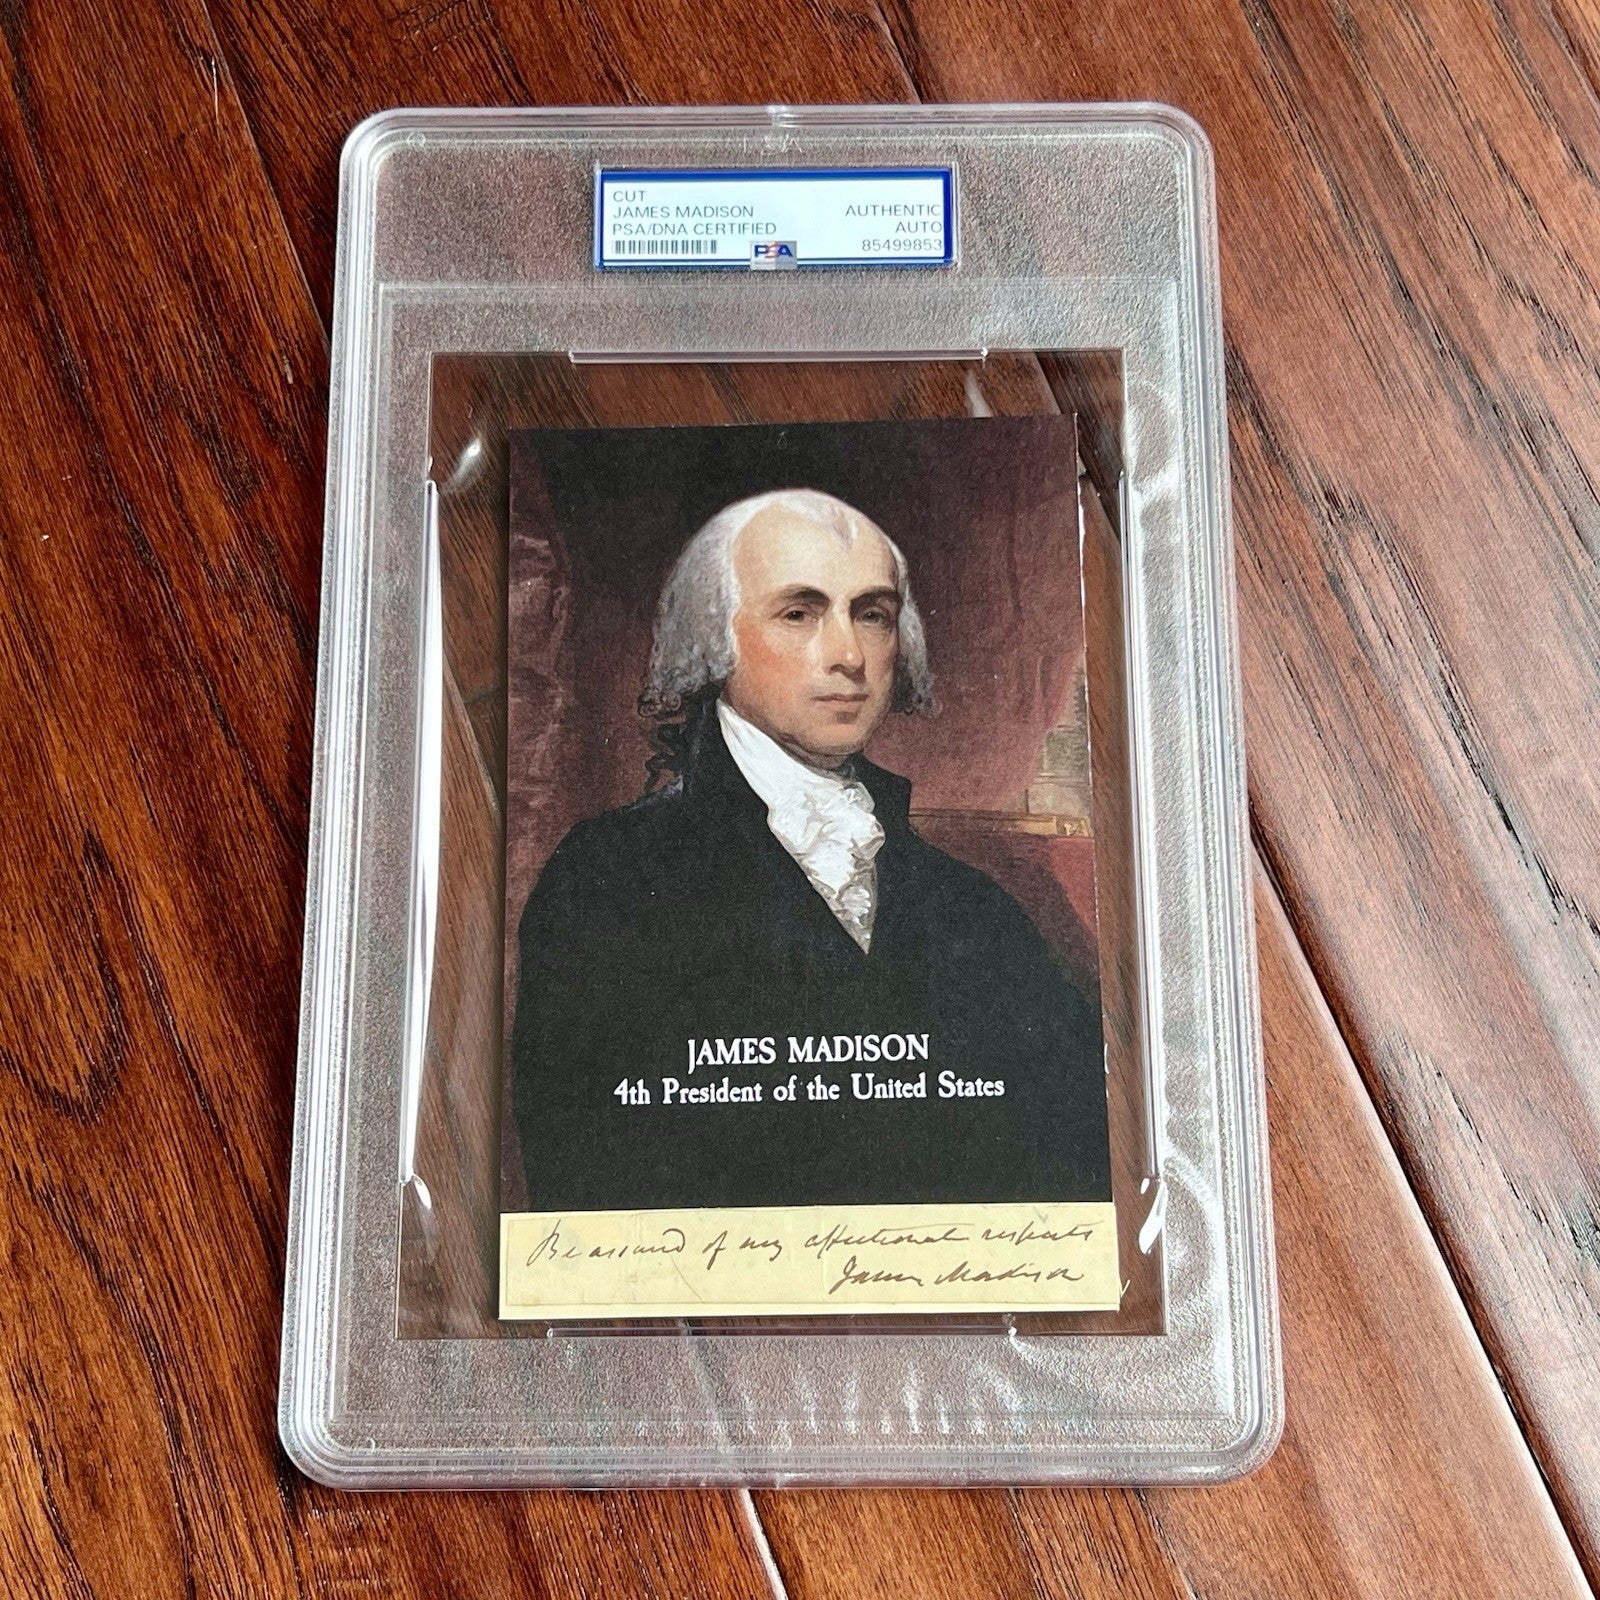 CUT
JAMES MADISON
PSA/DNA CERTIFIED
AUTHENTIC
AUTO
85499853
PSA
JAMES MADISON
4th President of the United States
Be assured of my affectionate respects
James Madison